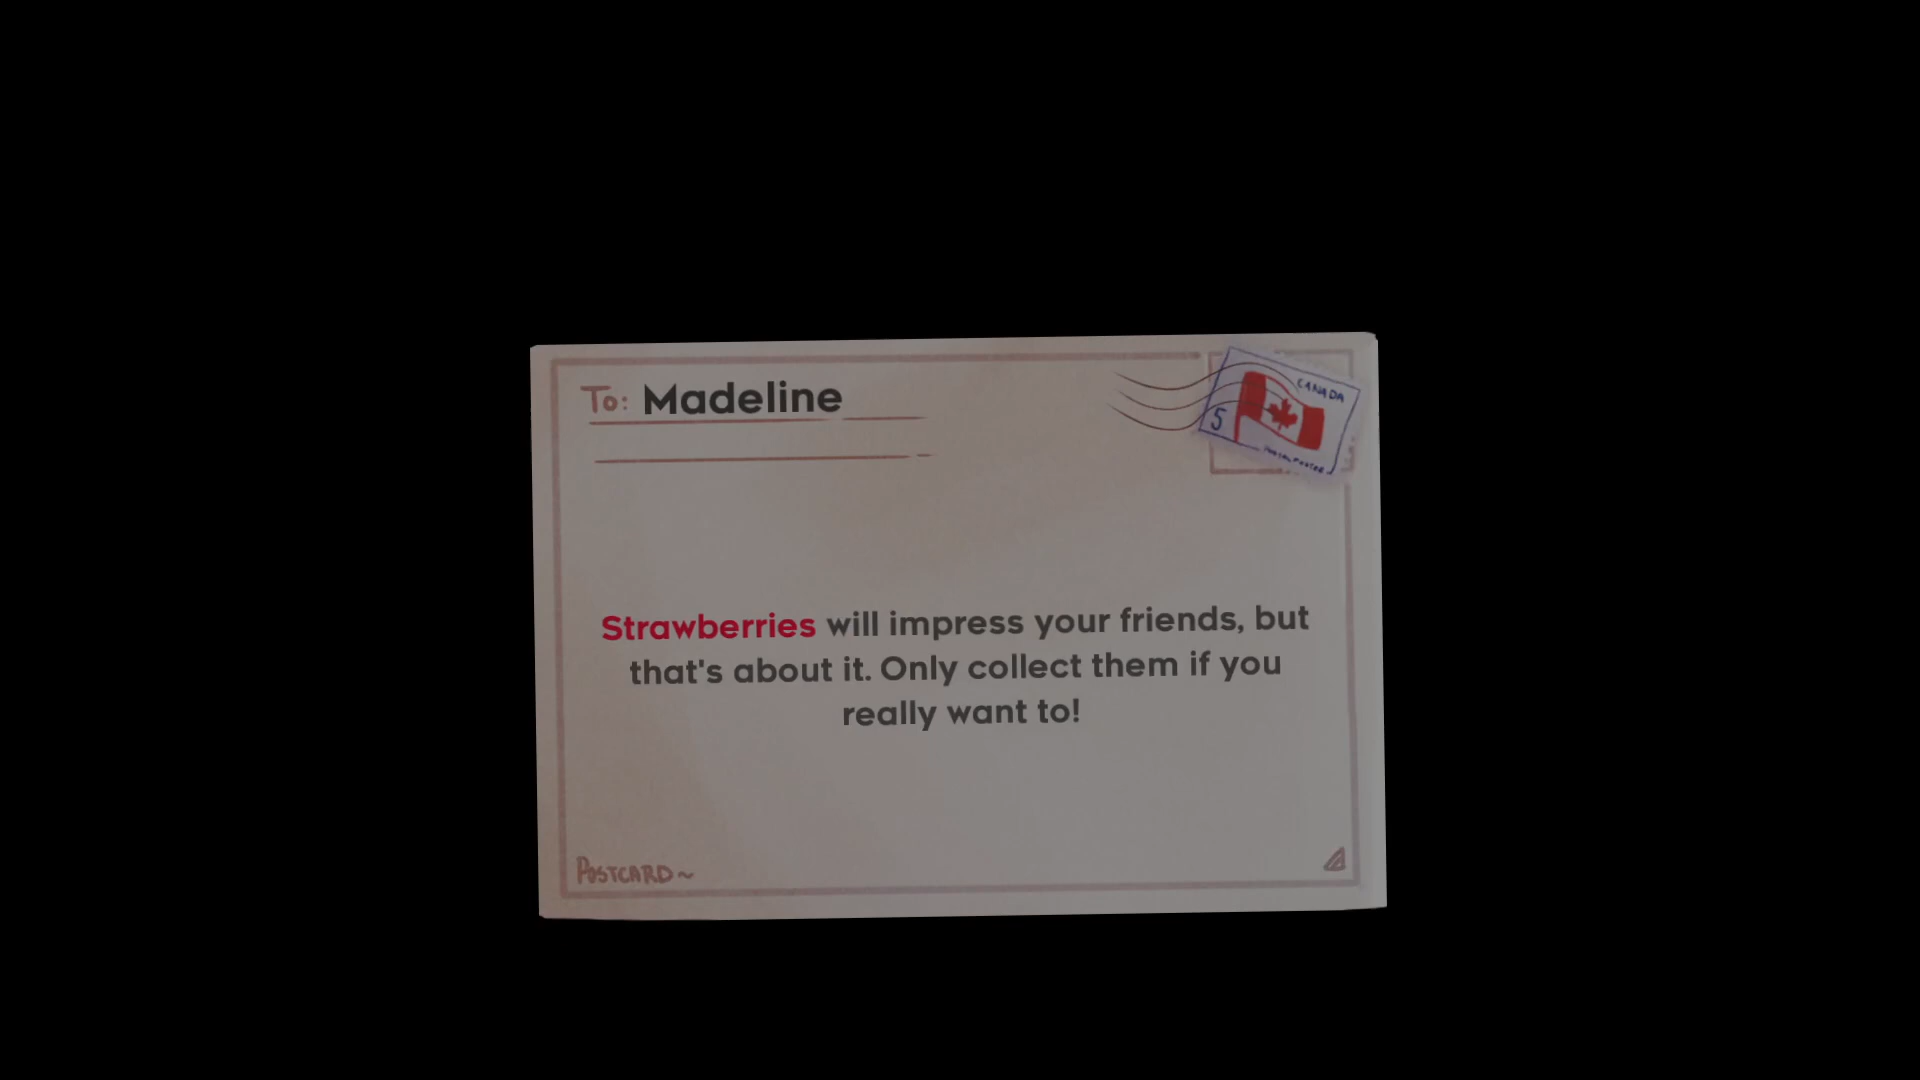 To: Madeline
CANADA
5
Strawberries will impress your friends, but
that's about it. Only collect them if you
really want to!
POSTCARD~